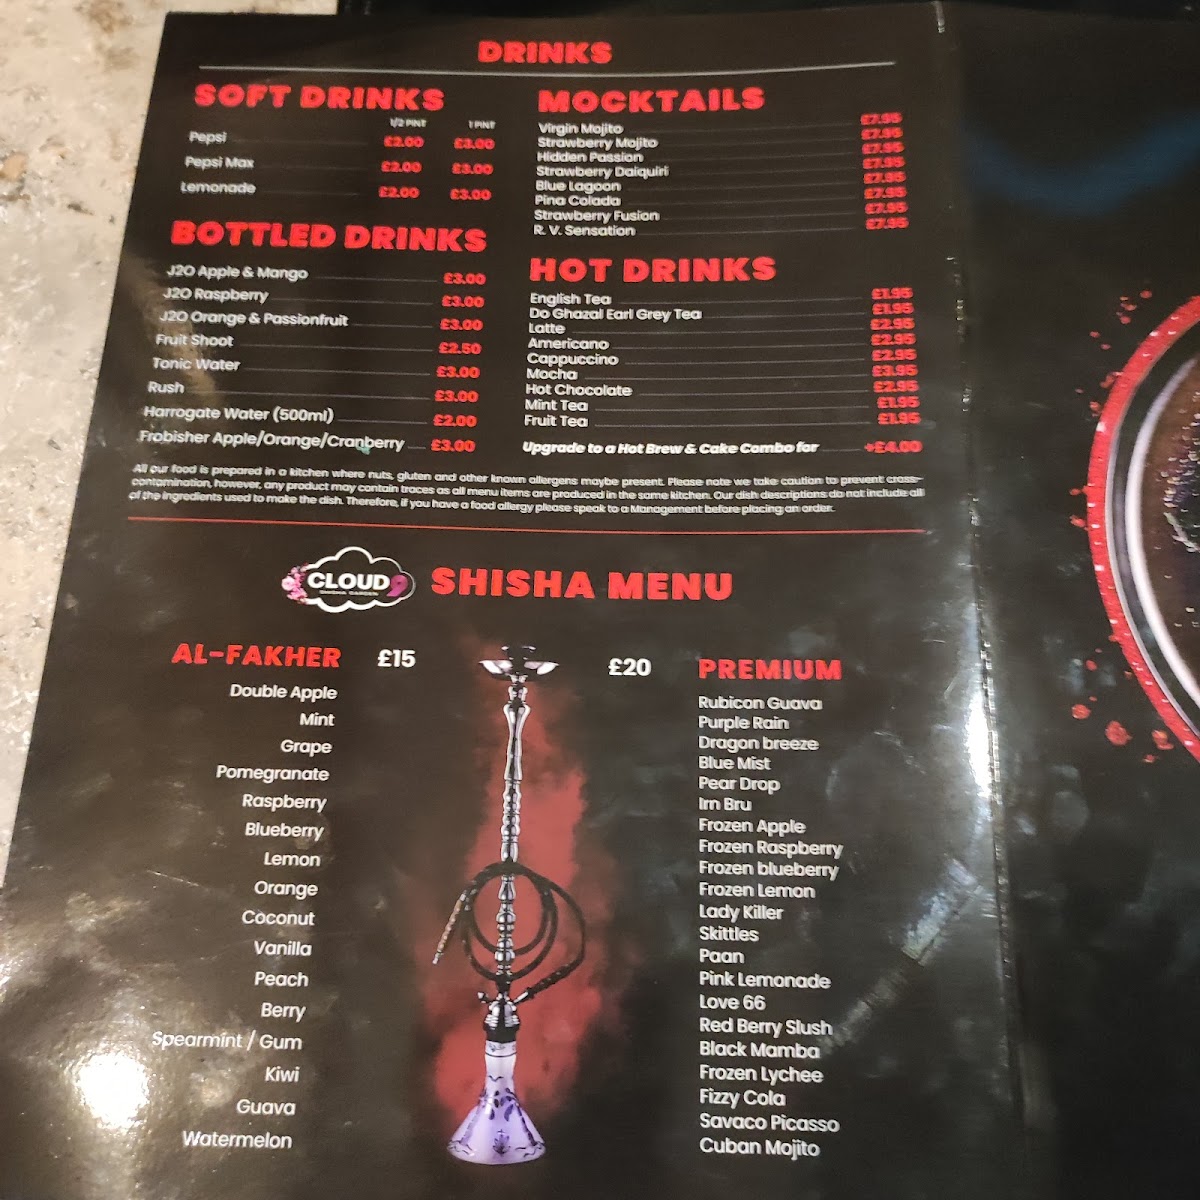 DRINKS
SOFT DRINKS
1/2 PINT 1 PINT
Pepsi £2.00 £3.00
Pepsi Max £2.00 £3.00
Lemonade £2.00 £3.00
BOTTLED DRINKS
J2O Apple & Mango £3.00
J2O Raspberry £3.00
J2O Orange & Passionfruit £3.00
Fruit Shoot £2.50
Tonic Water £3.00
Rush £3.00
Harrogate Water (500ml) £2.00
Frobisher Apple/Orange/Cranberry £3.00
MOCKTAILS
Virgin Mojito £7.95
Strawberry Mojito £7.95
Hidden Passion £7.95
Strawberry Daiquiri £7.95
Blue Lagoon £7.95
Pina Colada £7.95
Strawberry Fusion £7.95
R. V. Sensation £7.95
HOT DRINKS
English Tea £1.95
Do Ghazal Earl Grey Tea £1.95
Latte £2.95
Americano £2.95
Cappuccino £2.95
Mocha £3.95
Hot Chocolate £2.95
Mint Tea £1.95
Fruit Tea £1.95
Upgrade to a Hot Brew & Cake Combo for +£4.00
All our food is prepared in a kitchen where nuts, gluten and other known allergens maybe present. Please note we take caution to prevent cross-
contamination, however, any product may contain traces as all menu items are produced in the same kitchen. Our dish descriptions do not include all
of the ingredients used to make the dish. Therefore, if you have a food allergy please speak to a Management before placing an order.
CLOUD9
SHISHA GARDEN
SHISHA MENU
AL-FAKHER £15
Double Apple
Mint
Grape
Pomegranate
Raspberry
Blueberry
Lemon
Orange
Coconut
Vanilla
Peach
Berry
Spearmint / Gum
Kiwi
Guava
Watermelon
£20 PREMIUM
Rubicon Guava
Purple Rain
Dragon breeze
Blue Mist
Pear Drop
Irn Bru
Frozen Apple
Frozen Raspberry
Frozen blueberry
Frozen Lemon
Lady Killer
Skittles
Paan
Pink Lemonade
Love 66
Red Berry Slush
Black Mamba
Frozen Lychee
Fizzy Cola
Savaco Picasso
Cuban Mojito